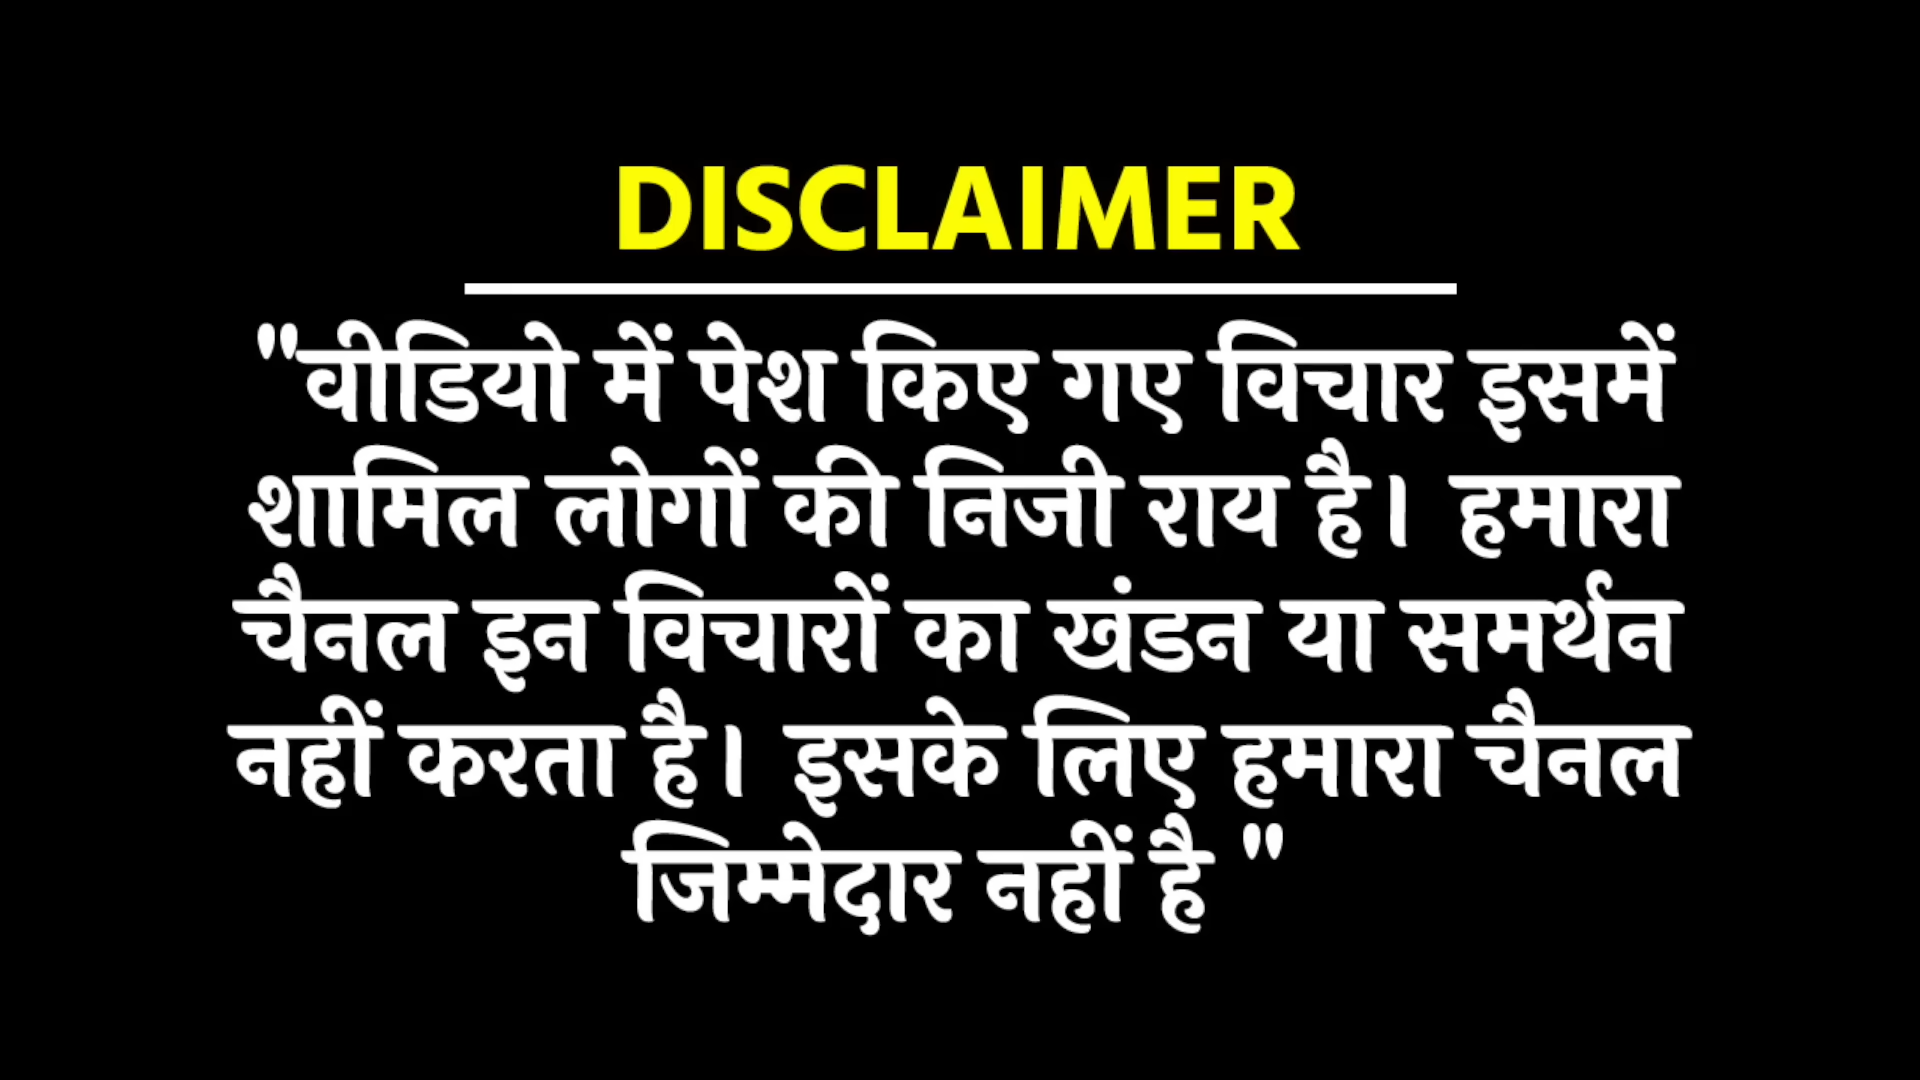 DISCLAIMER
"वीडियो में पेश किए गए विचार इसमें
शामिल लोगों की निजी राय है। हमारा
चैनल इन विचारों का खंडन या समर्थन
नहीं करता है। इसके लिए हमारा चैनल
जिम्मेदार नहीं है "